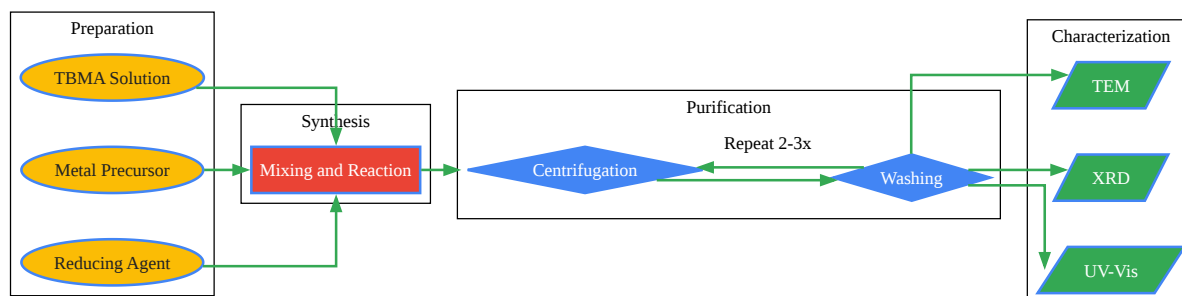 Preparation
TBMA Solution
Metal Precursor
Reducing Agent
Synthesis
Mixing and Reaction
Purification
Centrifugation
Repeat 2-3x
Washing
Characterization
TEM
XRD
UV-Vis